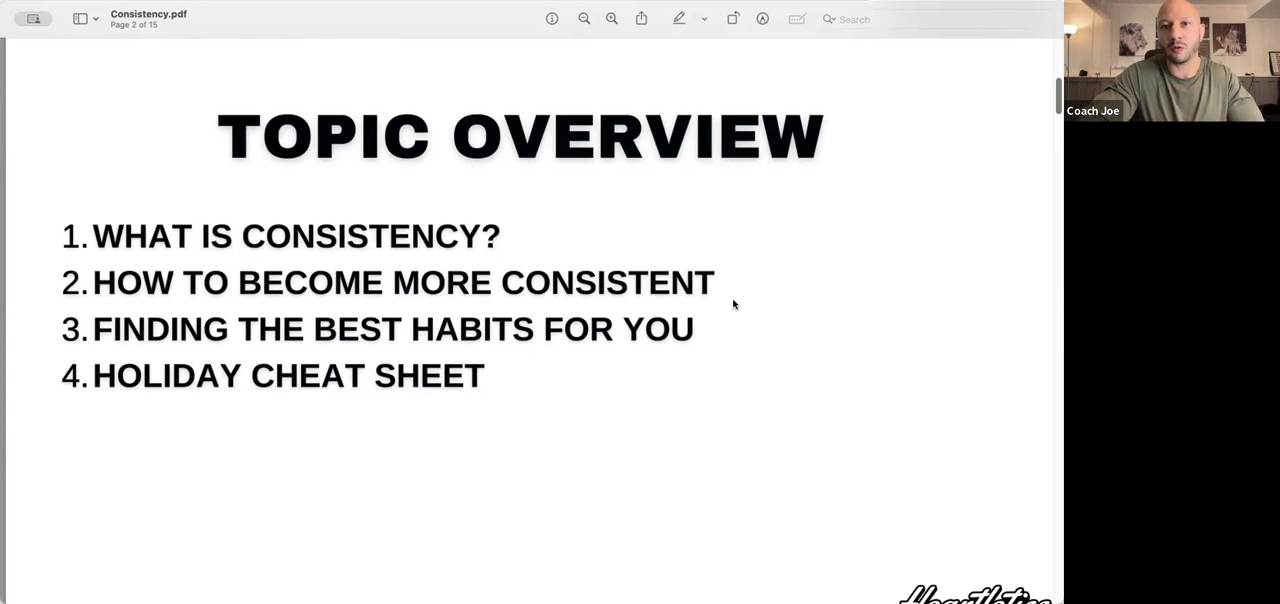 Consistency.pdf
Page 2 of 15
Search
Coach Joe
TOPIC OVERVIEW
1. WHAT IS CONSISTENCY?
2. HOW TO BECOME MORE CONSISTENT
3. FINDING THE BEST HABITS FOR YOU
4. HOLIDAY CHEAT SHEET